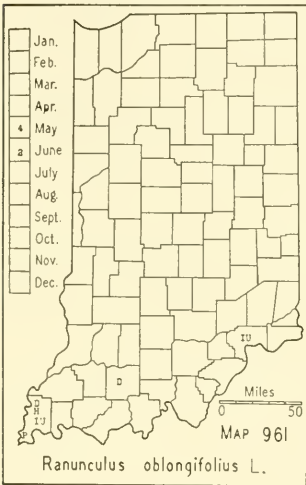 Jan.
Feb.
Mar.
Apr.
4 May
2 June
July
Aug.
Sept.
Oct.
Nov.
Dec.
IU
D
D
M
IU
P
Miles
0 50
MAP 961
Ranunculus oblongifolius L.